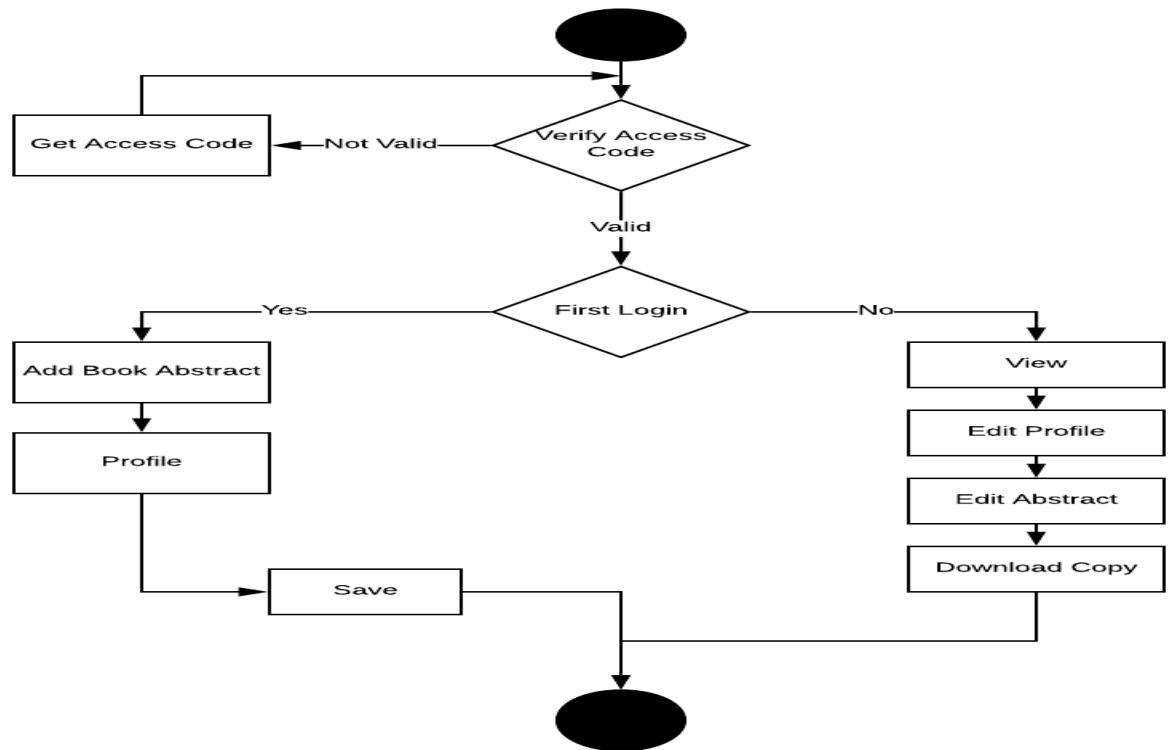 Verify Access
Code
Get Access Code
Not Valid
Valid
First Login
Yes
No
Add Book Abstract
View
Profile
Edit Profile
Edit Abstract
Download Copy
Save